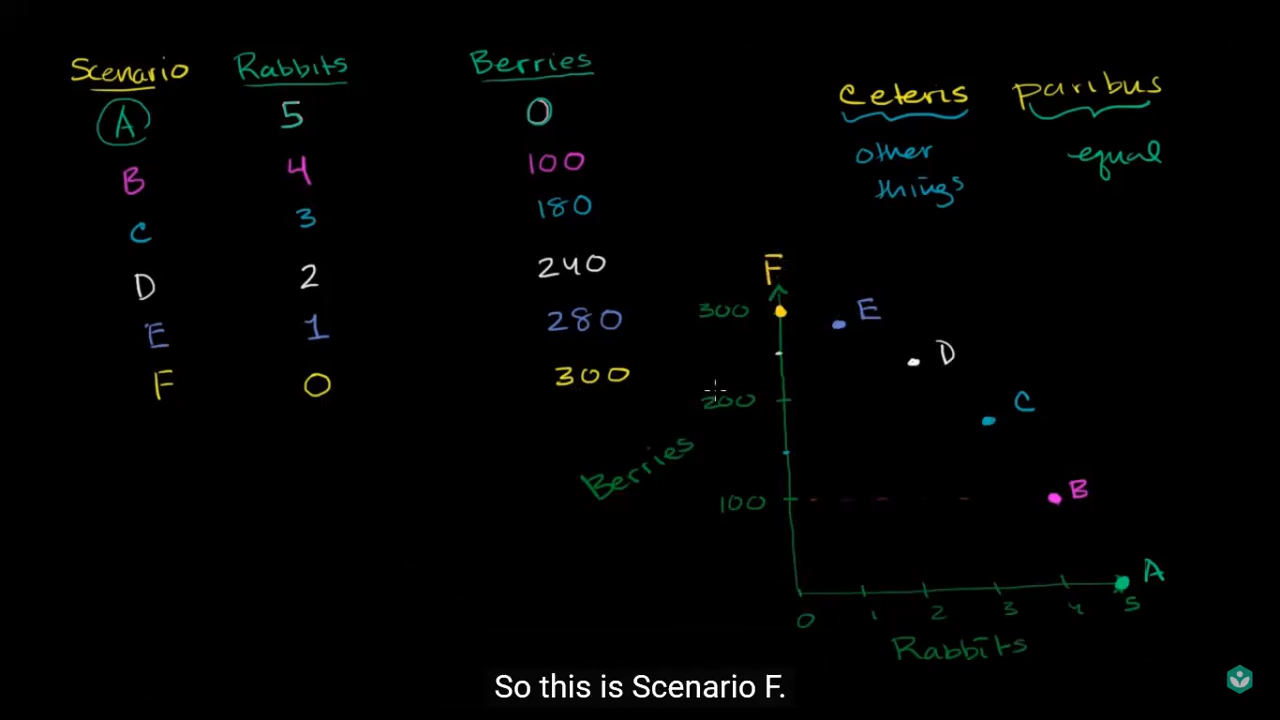 Scenario Rabbits Berries
A 5 0
B 4 100
C 3 180
D 2 240
E 1 280
F 0 300
Ceteris paribus
other equal
things
F
300 E
D
200 C
Berries
100 B
A
0 1 2 3 4 5
Rabbits
So this is Scenario F.